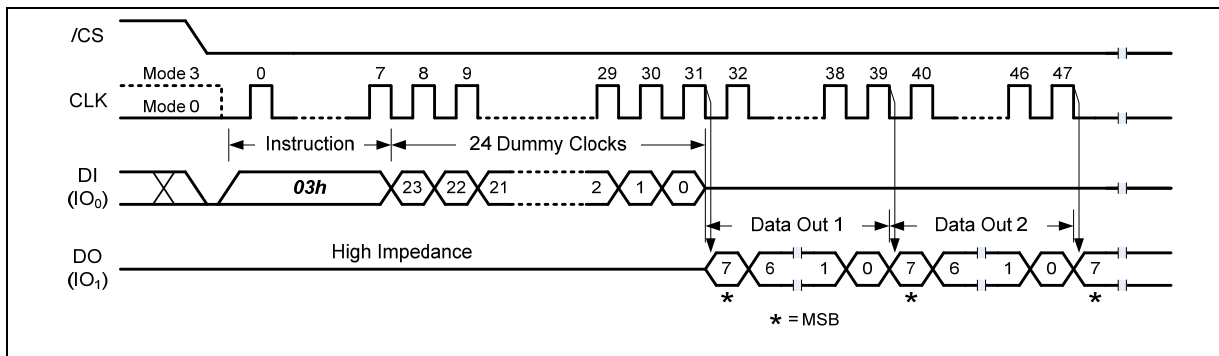 /CS
Mode 3 0 7 8 9 29 30 31 32 38 39 40 46 47
CLK
Mode 0
Instruction 24 Dummy Clocks
DI 03h 23 22 21 2 1 0
(IO₀)
Data Out 1 Data Out 2
High Impedance
DO 7 6 1 0 7 6 1 0 7
(IO₁)
* * *
* = MSB